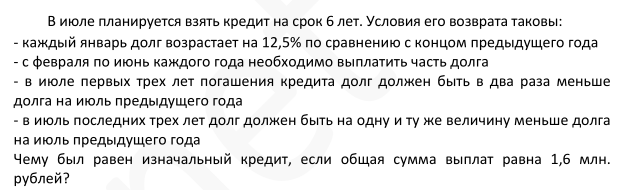 В июле планируется взять кредит на срок 6 лет. Условия его возврата таковы:
- каждый январь долг возрастает на 12,5% по сравнению с концом предыдущего года
- с февраля по июнь каждого года необходимо выплатить часть долга
- в июле первых трех лет погашения кредита долг должен быть в два раза меньше
долга на июль предыдущего года
- в июль последних трех лет долг должен быть на одну и ту же величину меньше долга
на июль предыдущего года
Чему был равен изначальный кредит, если общая сумма выплат равна 1,6 млн.
рублей?